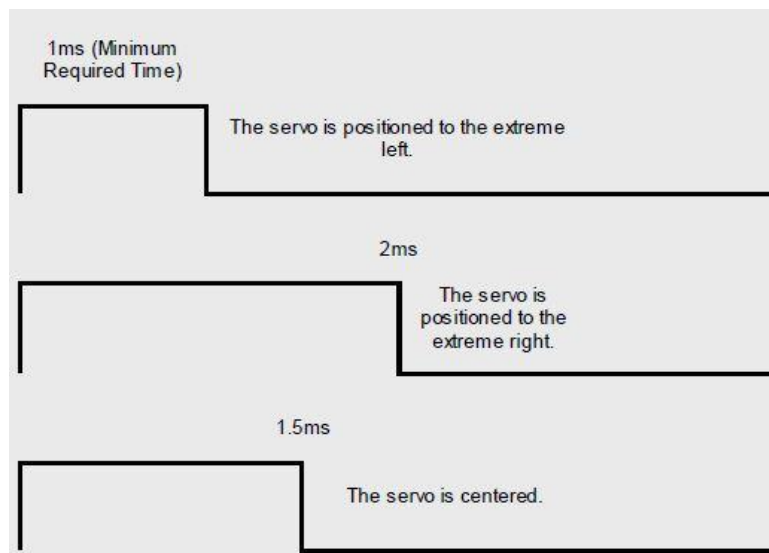 1ms (Minimum
Required Time)
The servo is positioned to the extreme
left.
2ms
The servo is
positioned to the
extreme right.
1.5ms
The servo is centered.